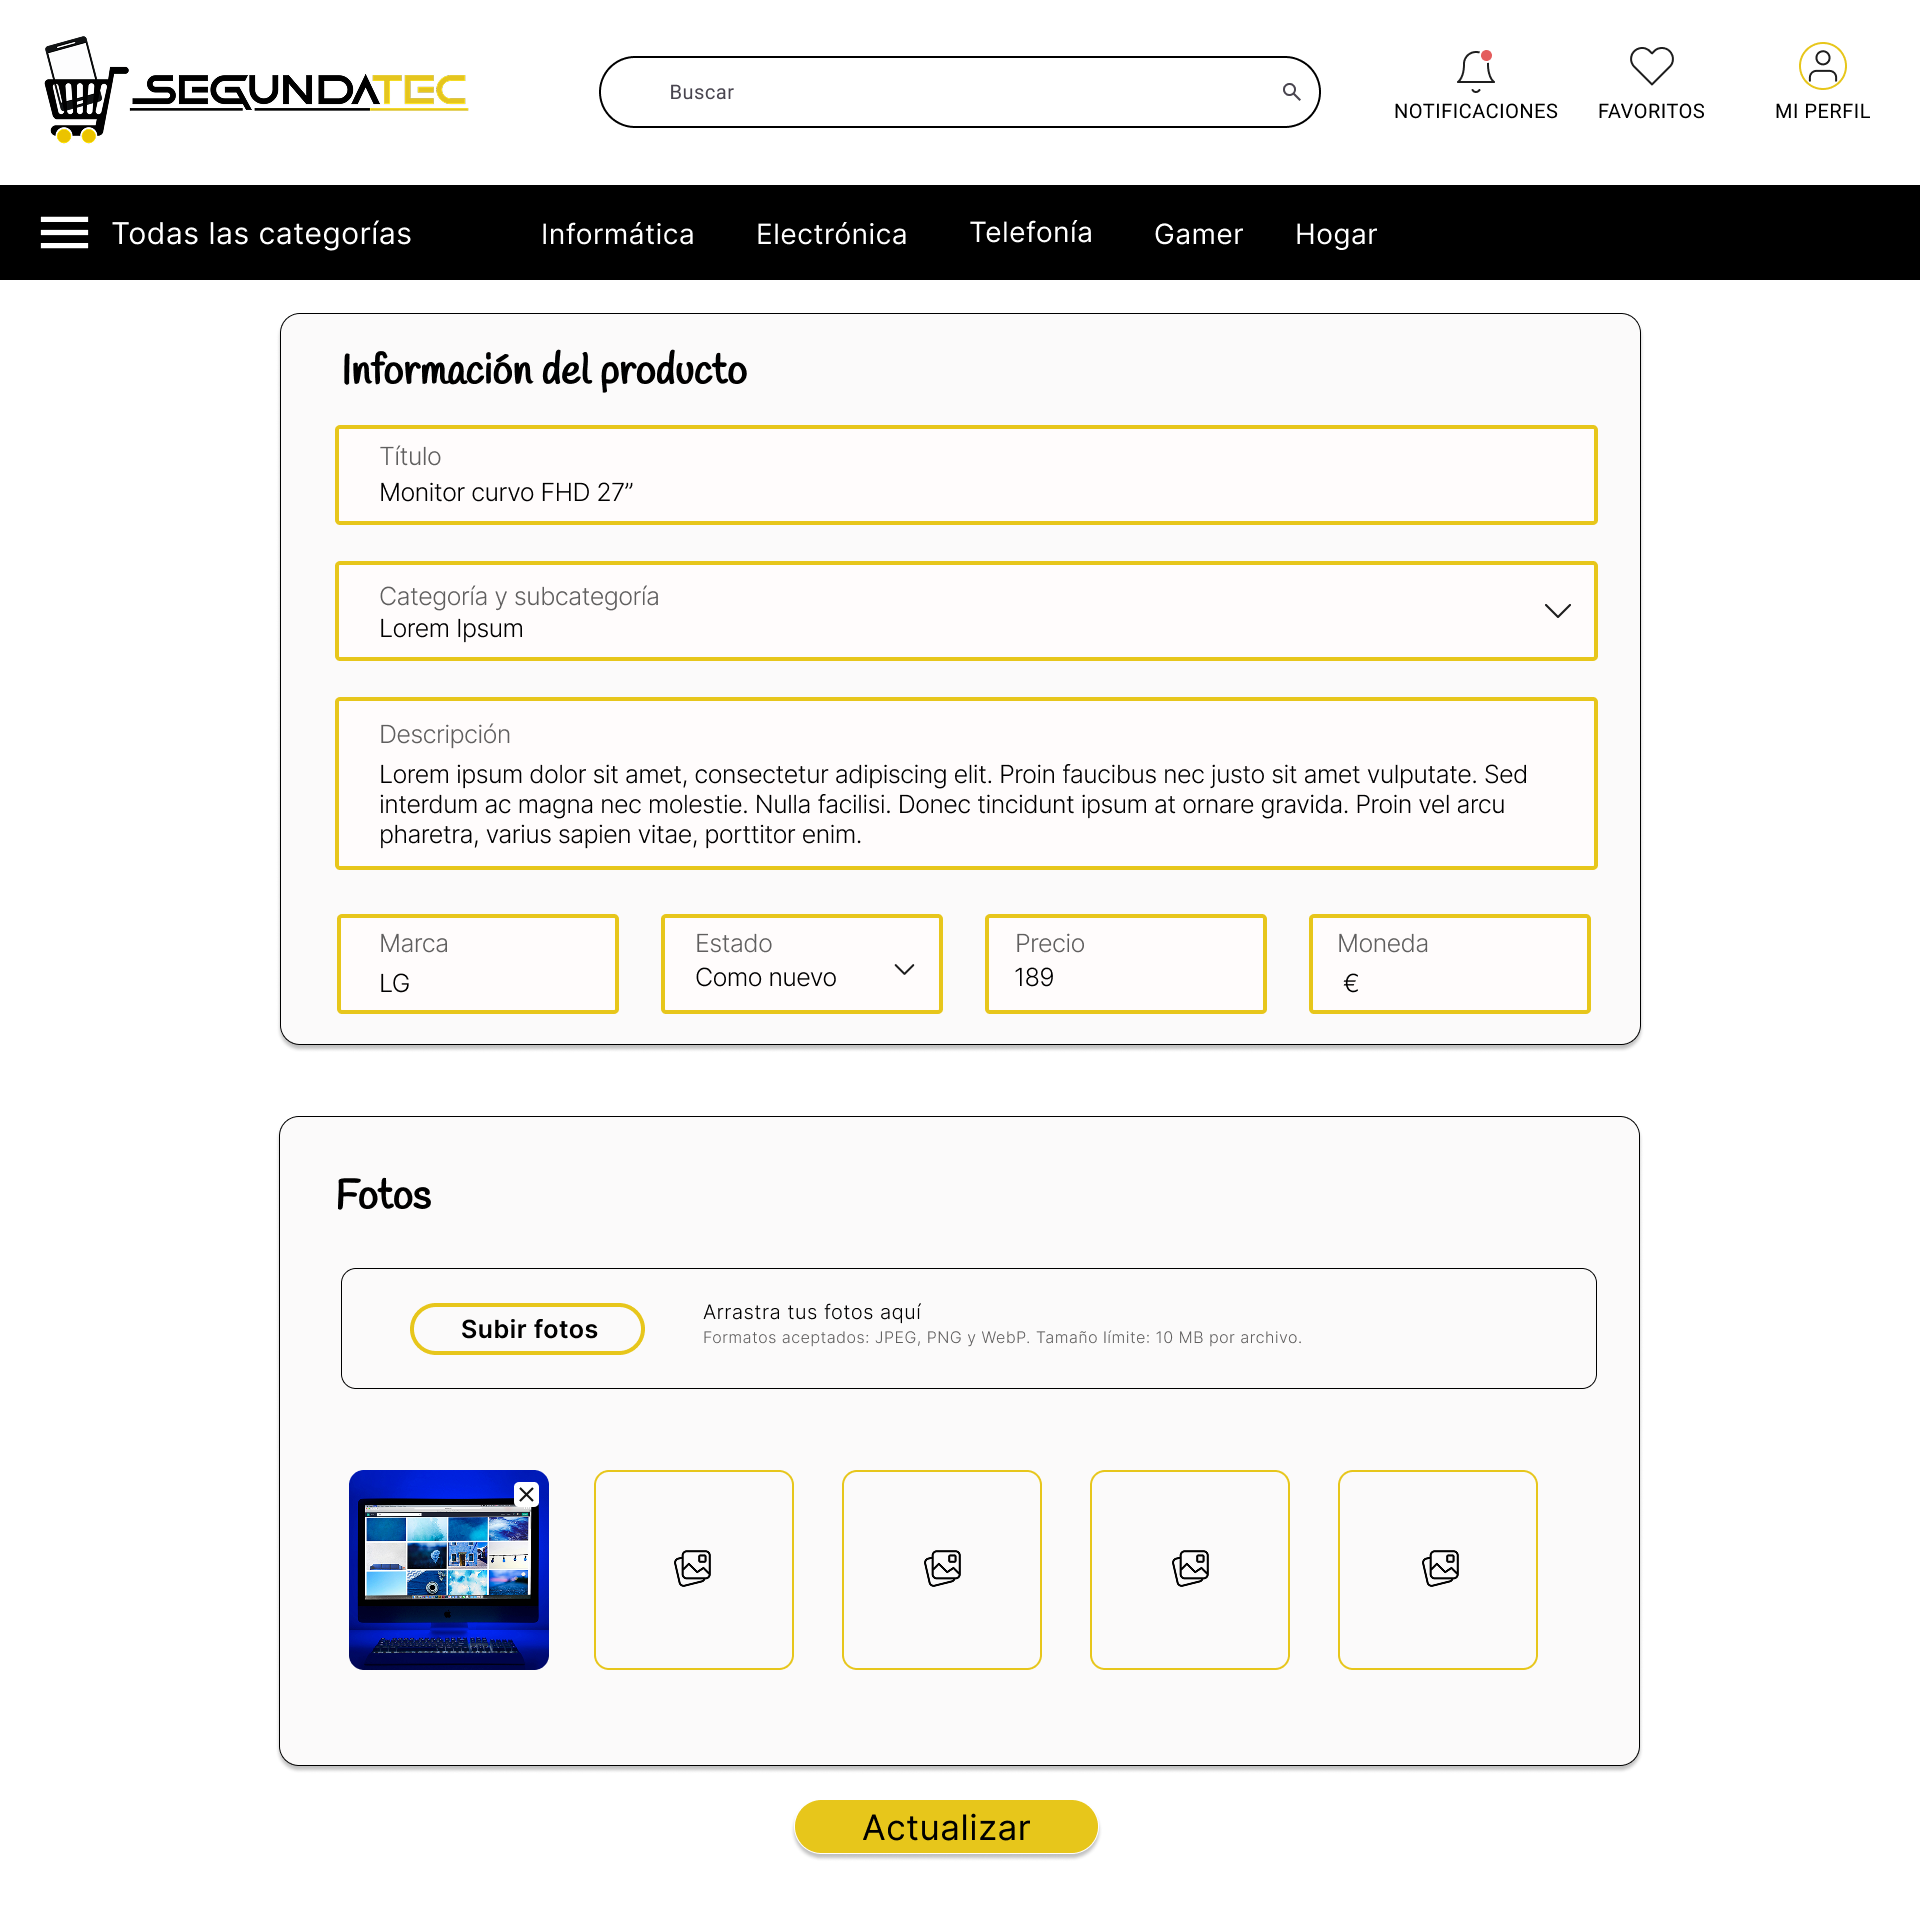 SEGUNDATEC
Buscar
NOTIFICACIONES
FAVORITOS
MI PERFIL
Todas las categorías
Informática
Electrónica
Telefonía
Gamer
Hogar
Información del producto
Título
Monitor curvo FHD 27”
Categoría y subcategoría
Lorem Ipsum
Descripción
Lorem ipsum dolor sit amet, consectetur adipiscing elit. Proin faucibus nec justo sit amet vulputate. Sed
interdum ac magna nec molestie. Nulla facilisi. Donec tincidunt ipsum at ornare gravida. Proin vel arcu
pharetra, varius sapien vitae, porttitor enim.
Marca
LG
Estado
Como nuevo
Precio
189
Moneda
€
Fotos
Subir fotos
Arrastra tus fotos aquí
Formatos aceptados: JPEG, PNG y WebP. Tamaño límite: 10 MB por archivo.
Actualizar